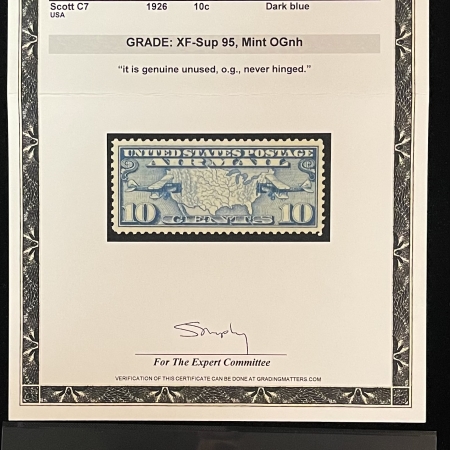 Scott C7 1926 10c Dark blue
USA
GRADE: XF-Sup 95, Mint OGnh
“it is genuine unused, o.g., never hinged.”
UNITED STATES POSTAGE
AIR MAIL
10 CENTS 10
For The Expert Committee
VERIFICATION OF THIS CERTIFICATE CAN BE DONE AT GRADINGMATTERS.COM